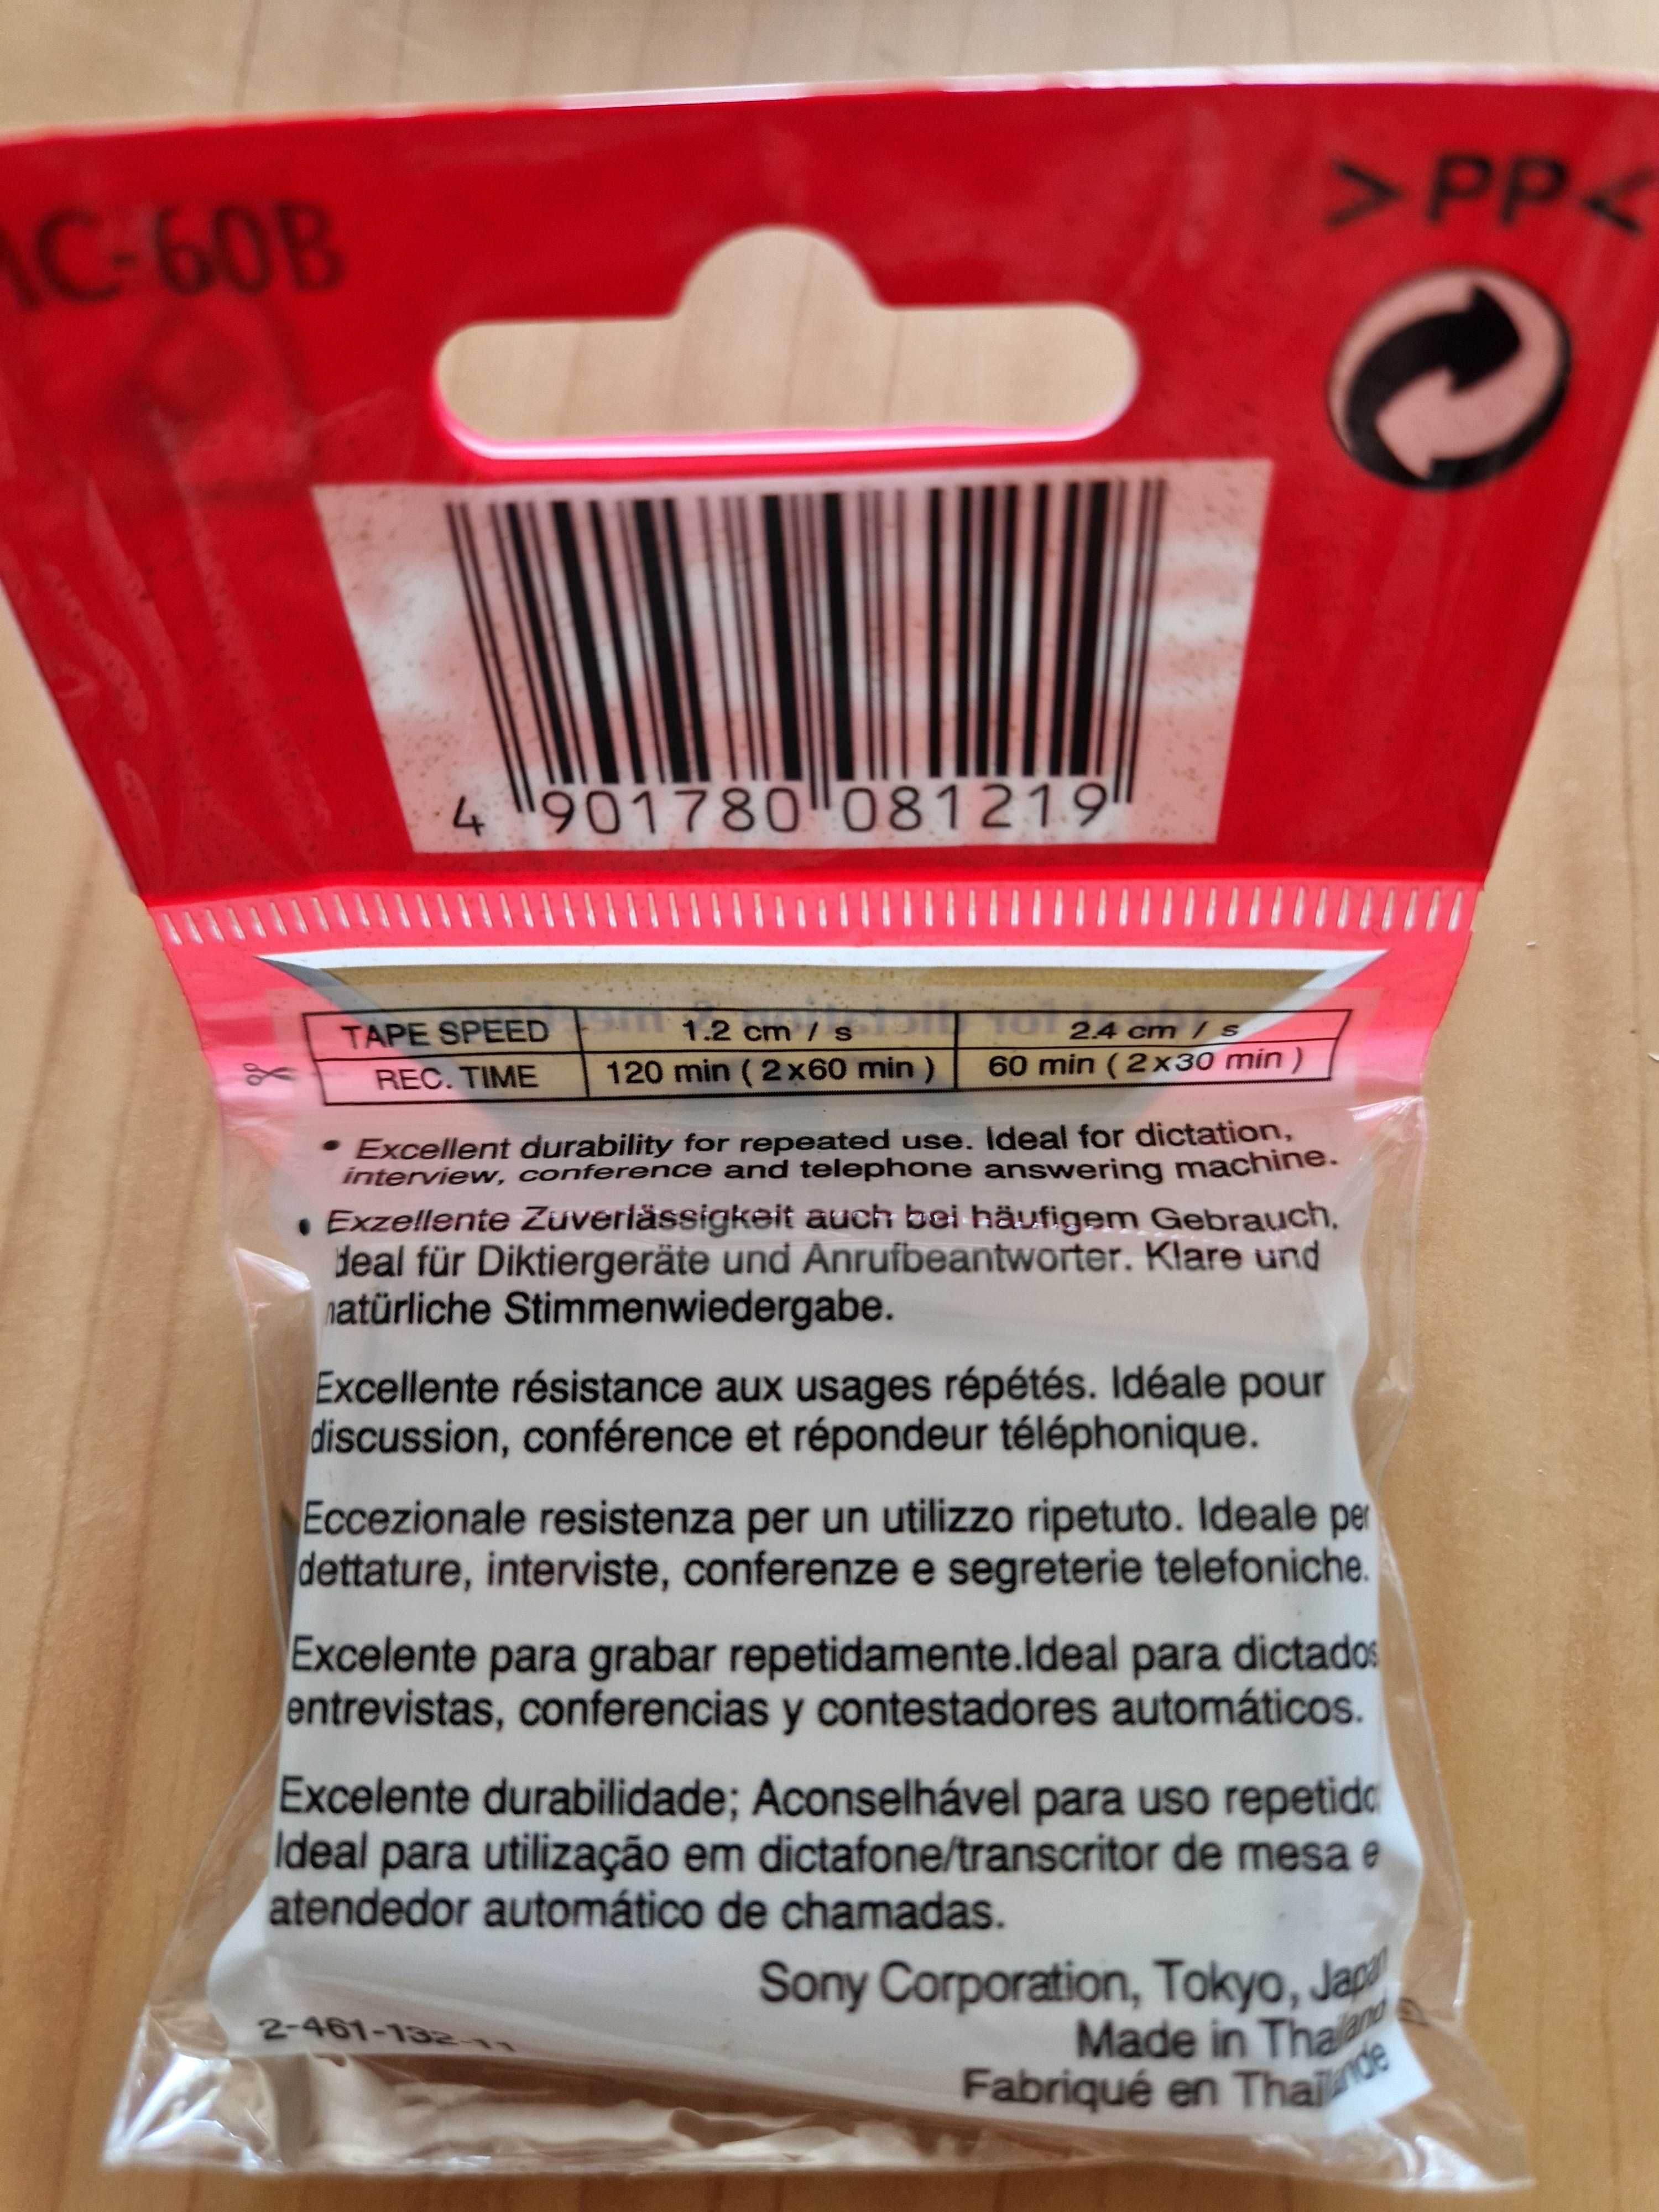 C-60B
>PP<
4 901780 081219
TAPE SPEED 1.2 cm / s 2.4 cm / s
REC. TIME 120 min ( 2x60 min ) 60 min ( 2x30 min )
• Excellent durability for repeated use. Ideal for dictation,
interview, conference and telephone answering machine.
• Exzellente Zuverlässigkeit auch bei häufigem Gebrauch.
Ideal für Diktiergeräte und Anrufbeantworter. Klare und
natürliche Stimmenwiedergabe.
Excellente résistance aux usages répétés. Idéale pour
discussion, conférence et répondeur téléphonique.
Eccezionale resistenza per un utilizzo ripetuto. Ideale per
dettature, interviste, conferenze e segreterie telefoniche.
Excelente para grabar repetidamente.Ideal para dictados
entrevistas, conferencias y contestadores automáticos.
Excelente durabilidade; Aconselhável para uso repetido
Ideal para utilização em dictafone/transcritor de mesa e
atendedor automático de chamadas.
Sony Corporation, Tokyo, Japan
2-461-132-11
Made in Thailand
Fabriqué en Thaïlande